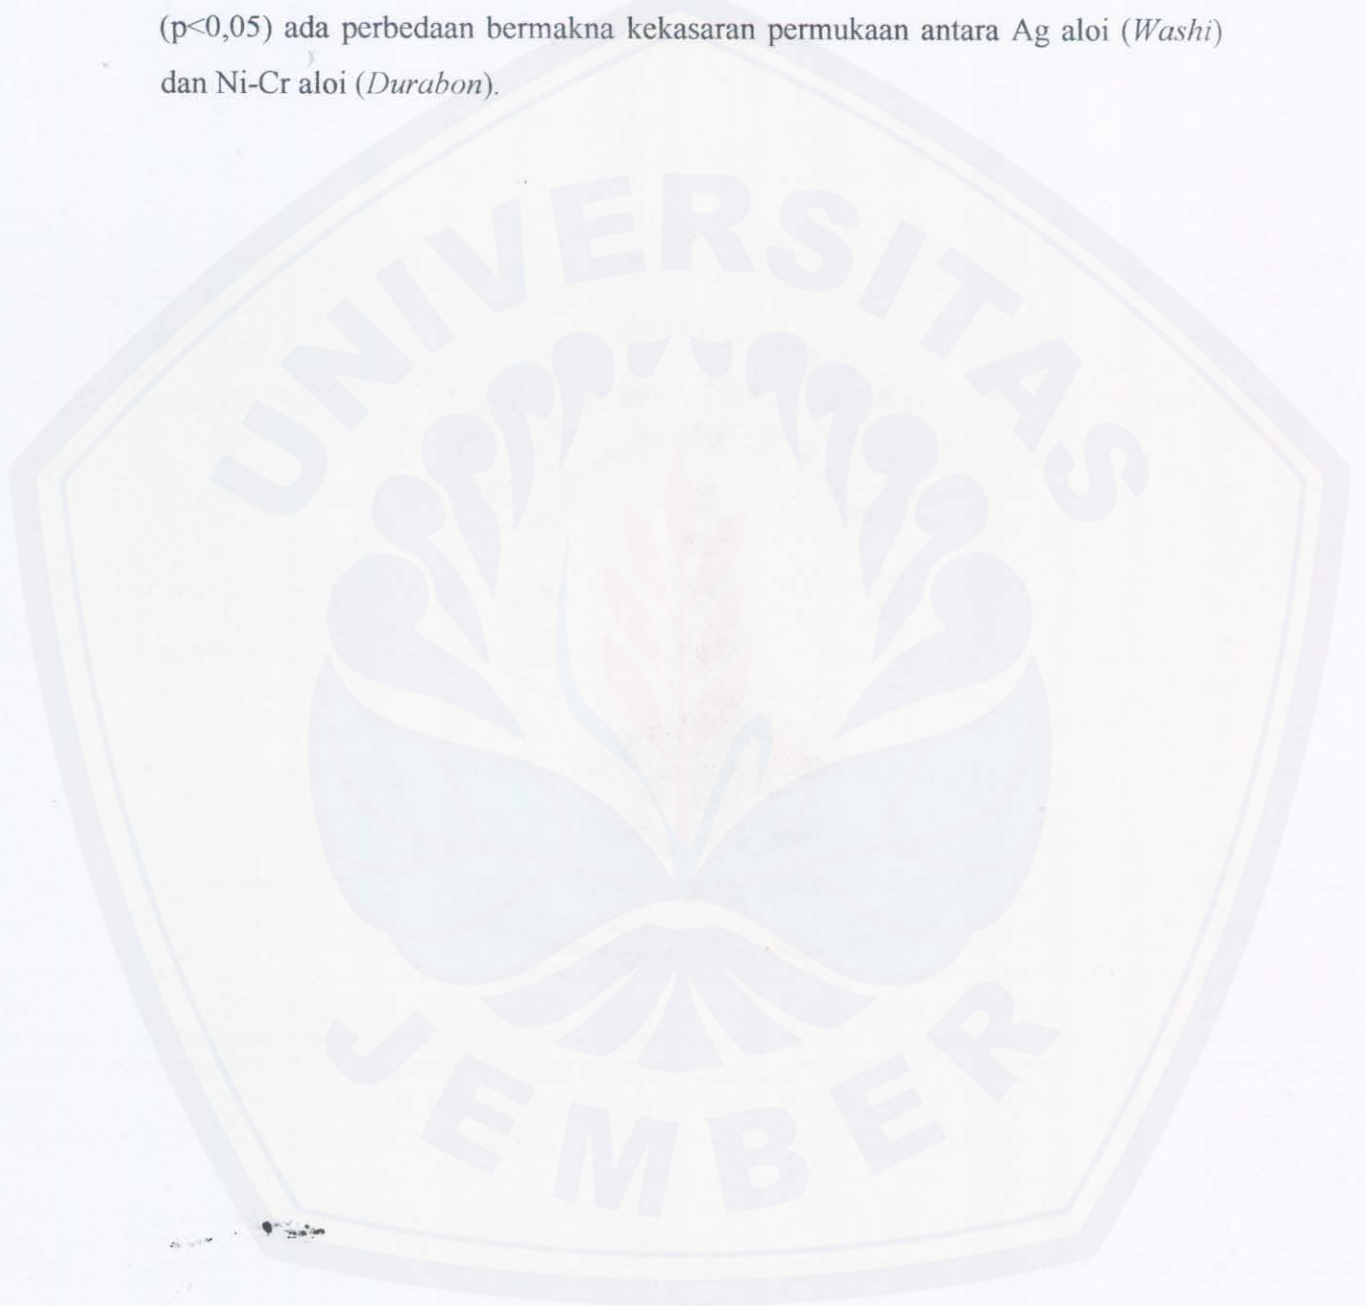 (p<0,05) ada perbedaan bermakna kekasaran permukaan antara Ag aloi (Washi)
dan Ni-Cr aloi (Durabon).
UNIVERSITAS
JEMBER